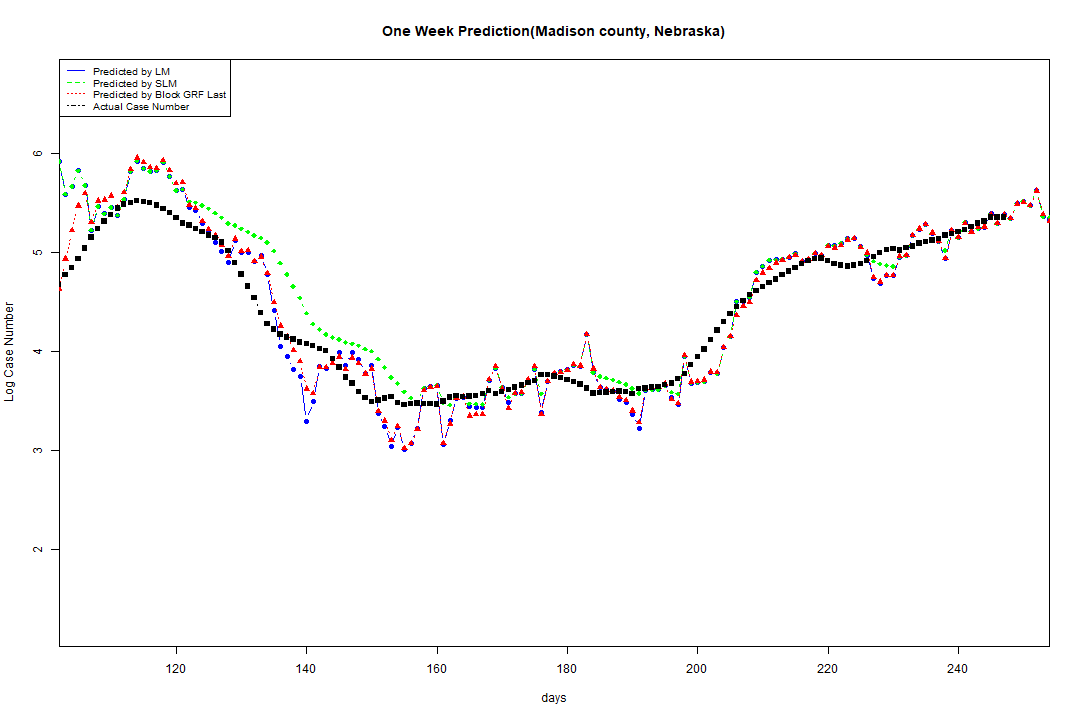 One Week Prediction(Madison county, Nebraska)
Predicted by LM
Predicted by SLM
Predicted by Block GRF Last
Actual Case Number
Log Case Number
6
5
4
3
2
120 140 160 180 200 220 240
days